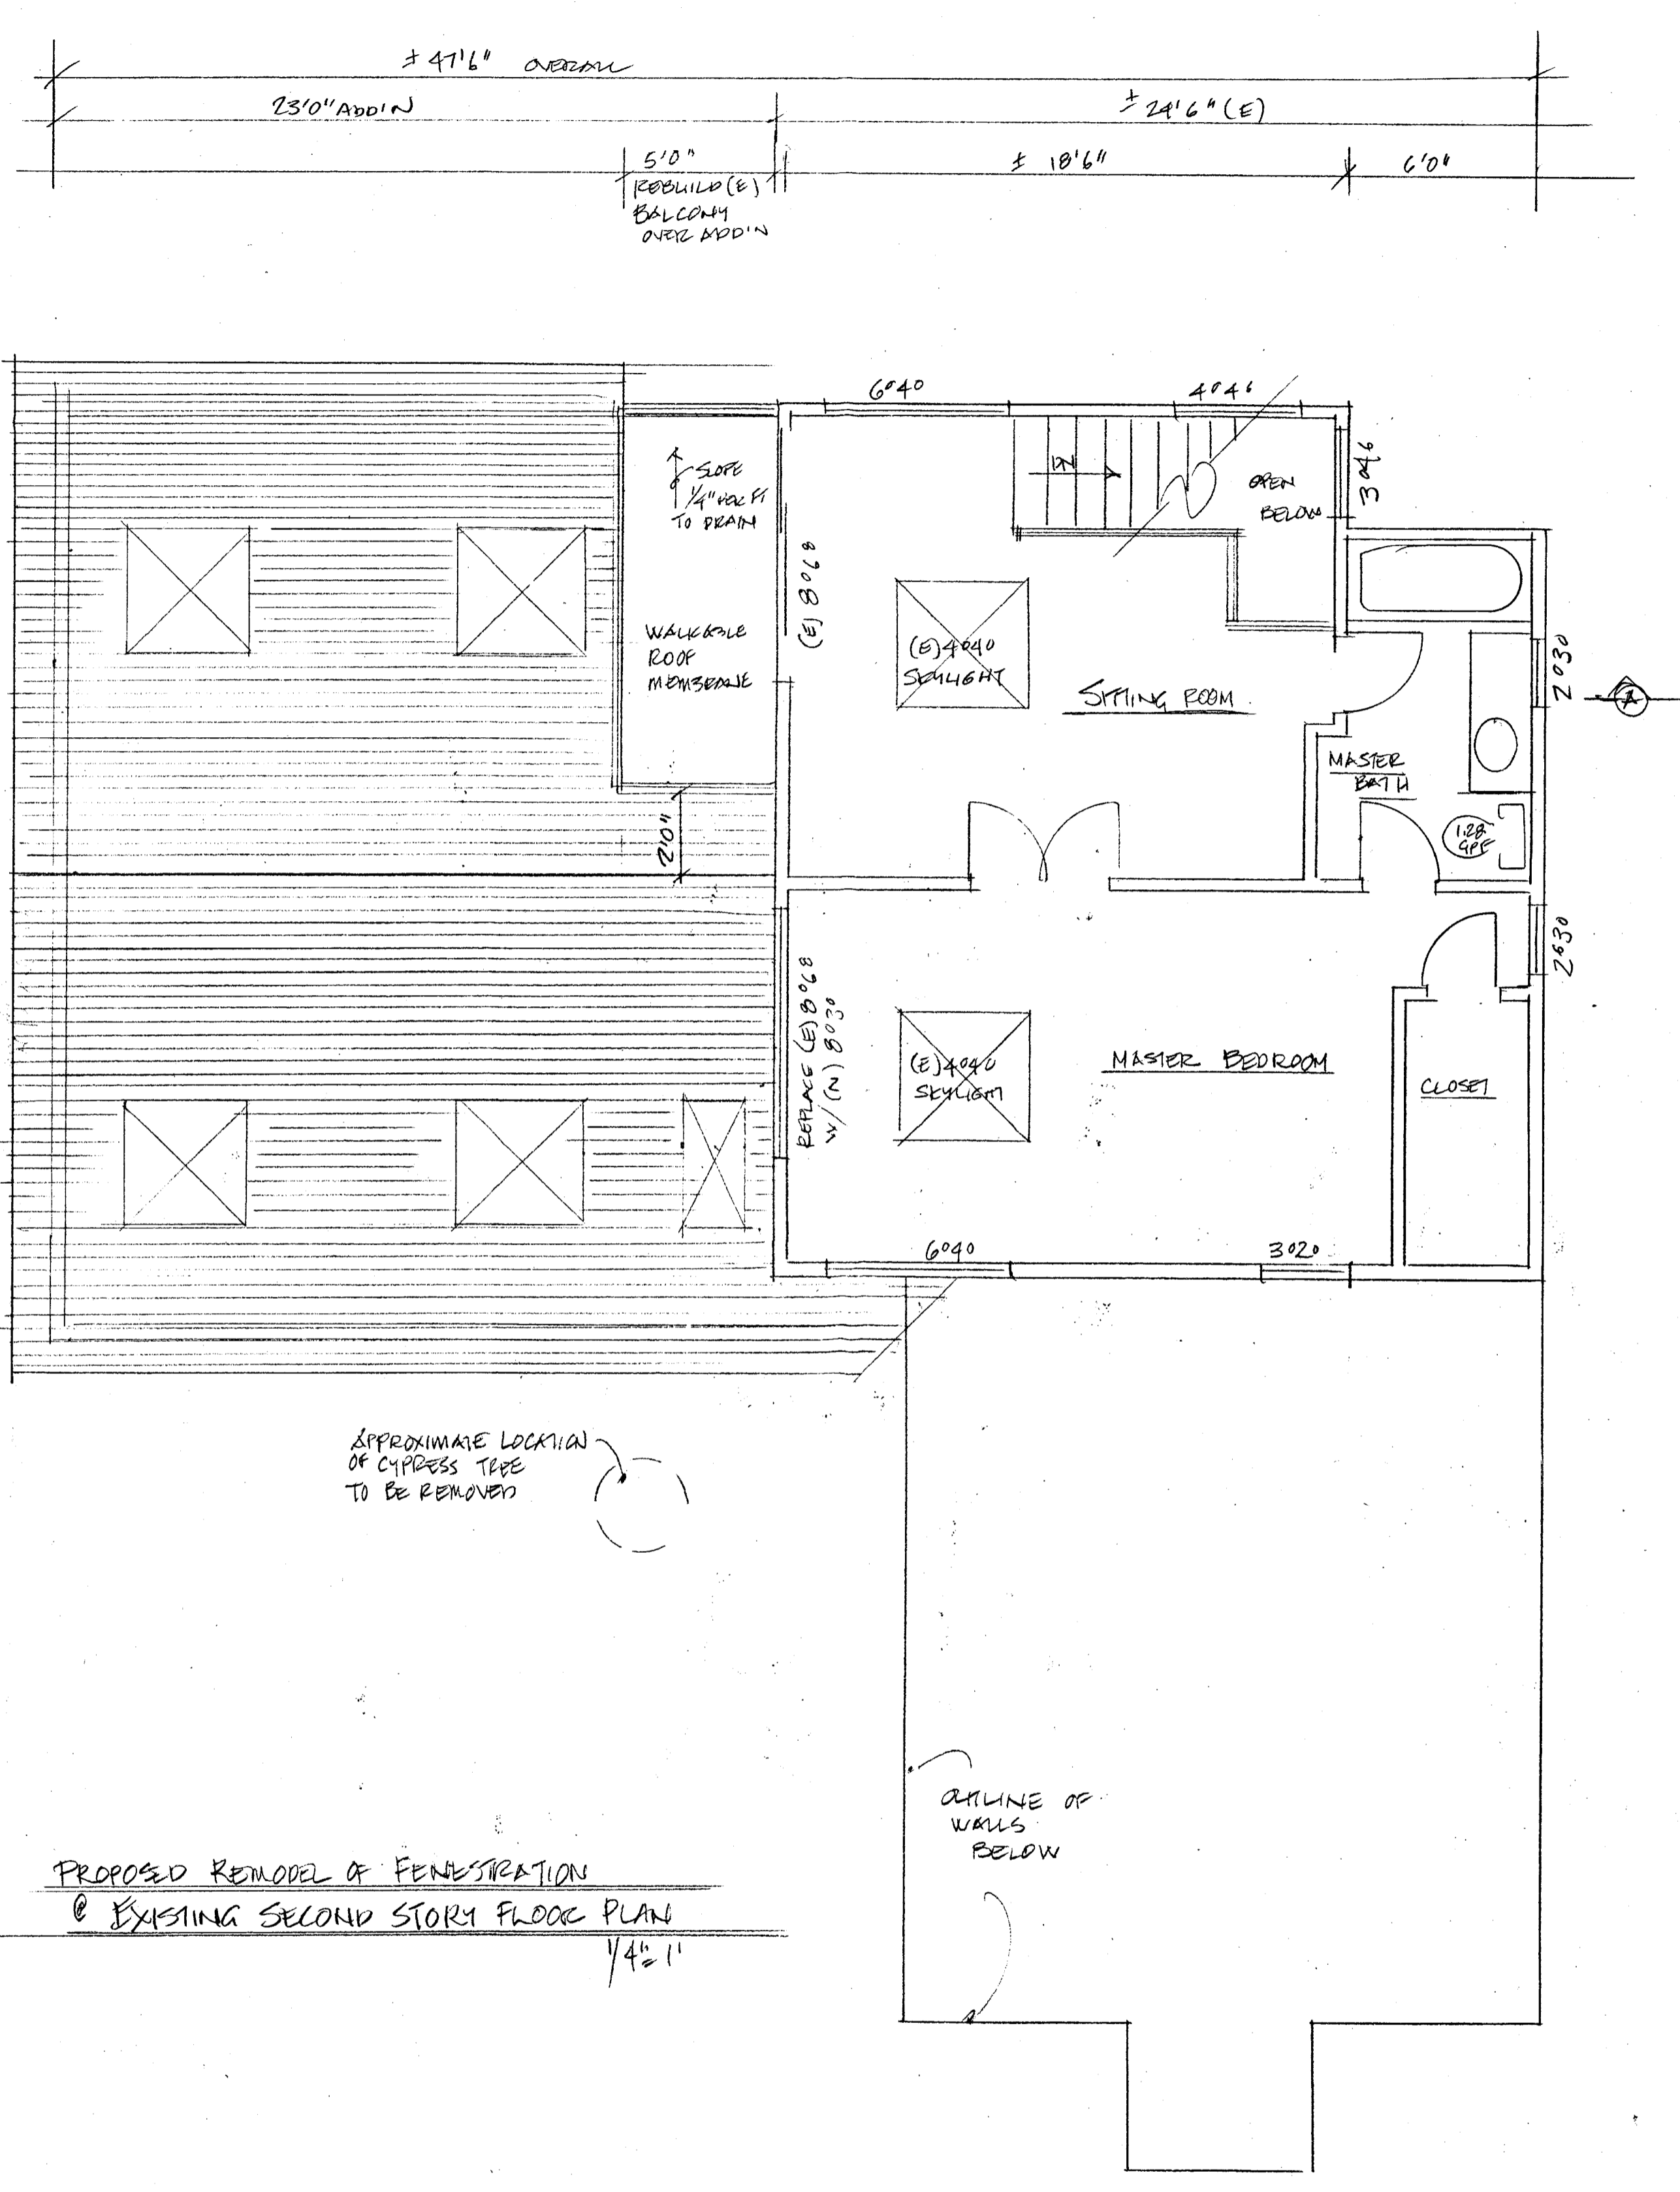 ± 47'6" OVERALL
23'0" ADD'N
± 24'6" (E)
5'0"
± 18'6"
6'0"
REBUILD (E)
BALCONY
OVER ADD'N
6⁰4⁰
4⁰4⁶
3⁰4⁶
SLOPE
1/4" PER FT
TO DRAIN
DN
OPEN
BELOW
(E) 8⁰6⁸
WALKABLE
ROOF
MEMBRANE
(E) 4⁰4⁰
SKYLIGHT
SITTING ROOM
2⁰3⁰
A
MASTER
BATH
1.28
GPF
2'0"
2⁶3⁰
REPLACE (E) 8⁰6⁸
W/ (N) 8⁰3⁰
(E) 4⁰4⁰
SKYLIGHT
MASTER BEDROOM
CLOSET
6⁰4⁰
3⁰2⁰
APPROXIMATE LOCATION
OF CYPRESS TREE
TO BE REMOVED
OUTLINE OF
WALLS
BELOW
PROPOSED REMODEL OF FENESTRATION
@ EXISTING SECOND STORY FLOOR PLAN
1/4"=1'